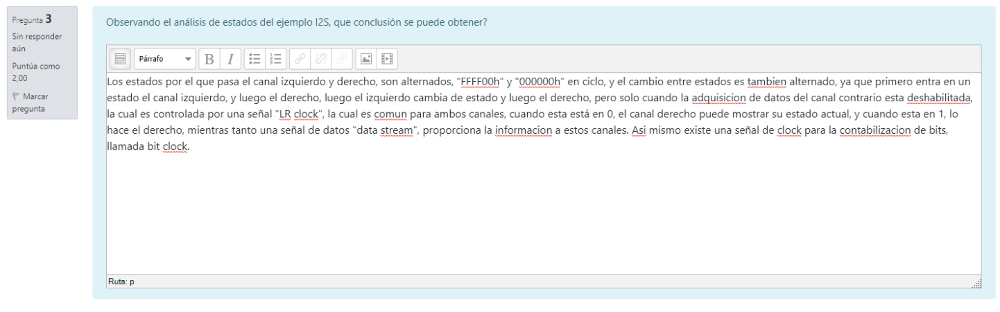 Pregunta 3
Sin responder
aún
Puntúa como
2,00
Marcar
pregunta
Observando el análisis de estados del ejemplo I2S, que conclusión se puede obtener?
Párrafo
B I
Los estados por el que pasa el canal izquierdo y derecho, son alternados, "FFFF00h" y "000000h" en ciclo, y el cambio entre estados es tambien alternado, ya que primero entra en un
estado el canal izquierdo, y luego el derecho, luego el izquierdo cambia de estado y luego el derecho, pero solo cuando la adquisicion de datos del canal contrario esta deshabilitada,
la cual es controlada por una señal "LR clock", la cual es comun para ambos canales, cuando esta está en 0, el canal derecho puede mostrar su estado actual, y cuando esta en 1, lo
hace el derecho, mientras tanto una señal de datos "data stream", proporciona la informacion a estos canales. Asi mismo existe una señal de clock para la contabilizacion de bits,
llamada bit clock.
Ruta: p